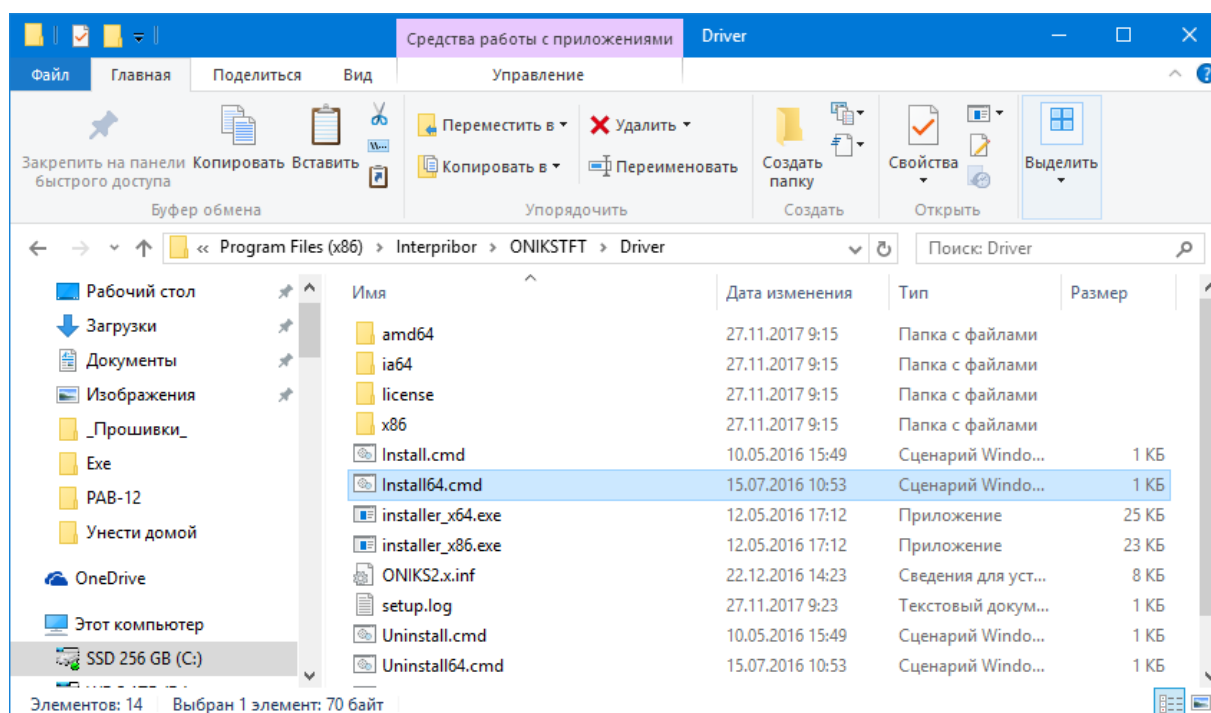 Средства работы с приложениями
Driver
Файл Главная Поделиться Вид Управление
Закрепить на панели быстрого доступа
Копировать
Вставить
Переместить в
Копировать в
Удалить
Переименовать
Создать папку
Свойства
Выделить
Буфер обмена Упорядочить Создать Открыть
« Program Files (x86) > Interpribor > ONIKSTFT > Driver
Поиск: Driver
Рабочий стол
Загрузки
Документы
Изображения
_Прошивки_
Exe
PAB-12
Унести домой
OneDrive
Этот компьютер
SSD 256 GB (C:)
Имя Дата изменения Тип Размер
amd64 27.11.2017 9:15 Папка с файлами
ia64 27.11.2017 9:15 Папка с файлами
license 27.11.2017 9:15 Папка с файлами
x86 27.11.2017 9:15 Папка с файлами
Install.cmd 10.05.2016 15:49 Сценарий Windo... 1 КБ
Install64.cmd 15.07.2016 10:53 Сценарий Windo... 1 КБ
installer_x64.exe 12.05.2016 17:12 Приложение 25 КБ
installer_x86.exe 12.05.2016 17:12 Приложение 23 КБ
ONIKS2.x.inf 22.12.2016 14:23 Сведения для уст... 8 КБ
setup.log 27.11.2017 9:23 Текстовый докум... 1 КБ
Uninstall.cmd 10.05.2016 15:49 Сценарий Windo... 1 КБ
Uninstall64.cmd 15.07.2016 10:53 Сценарий Windo... 1 КБ
Элементов: 14 Выбран 1 элемент: 70 байт